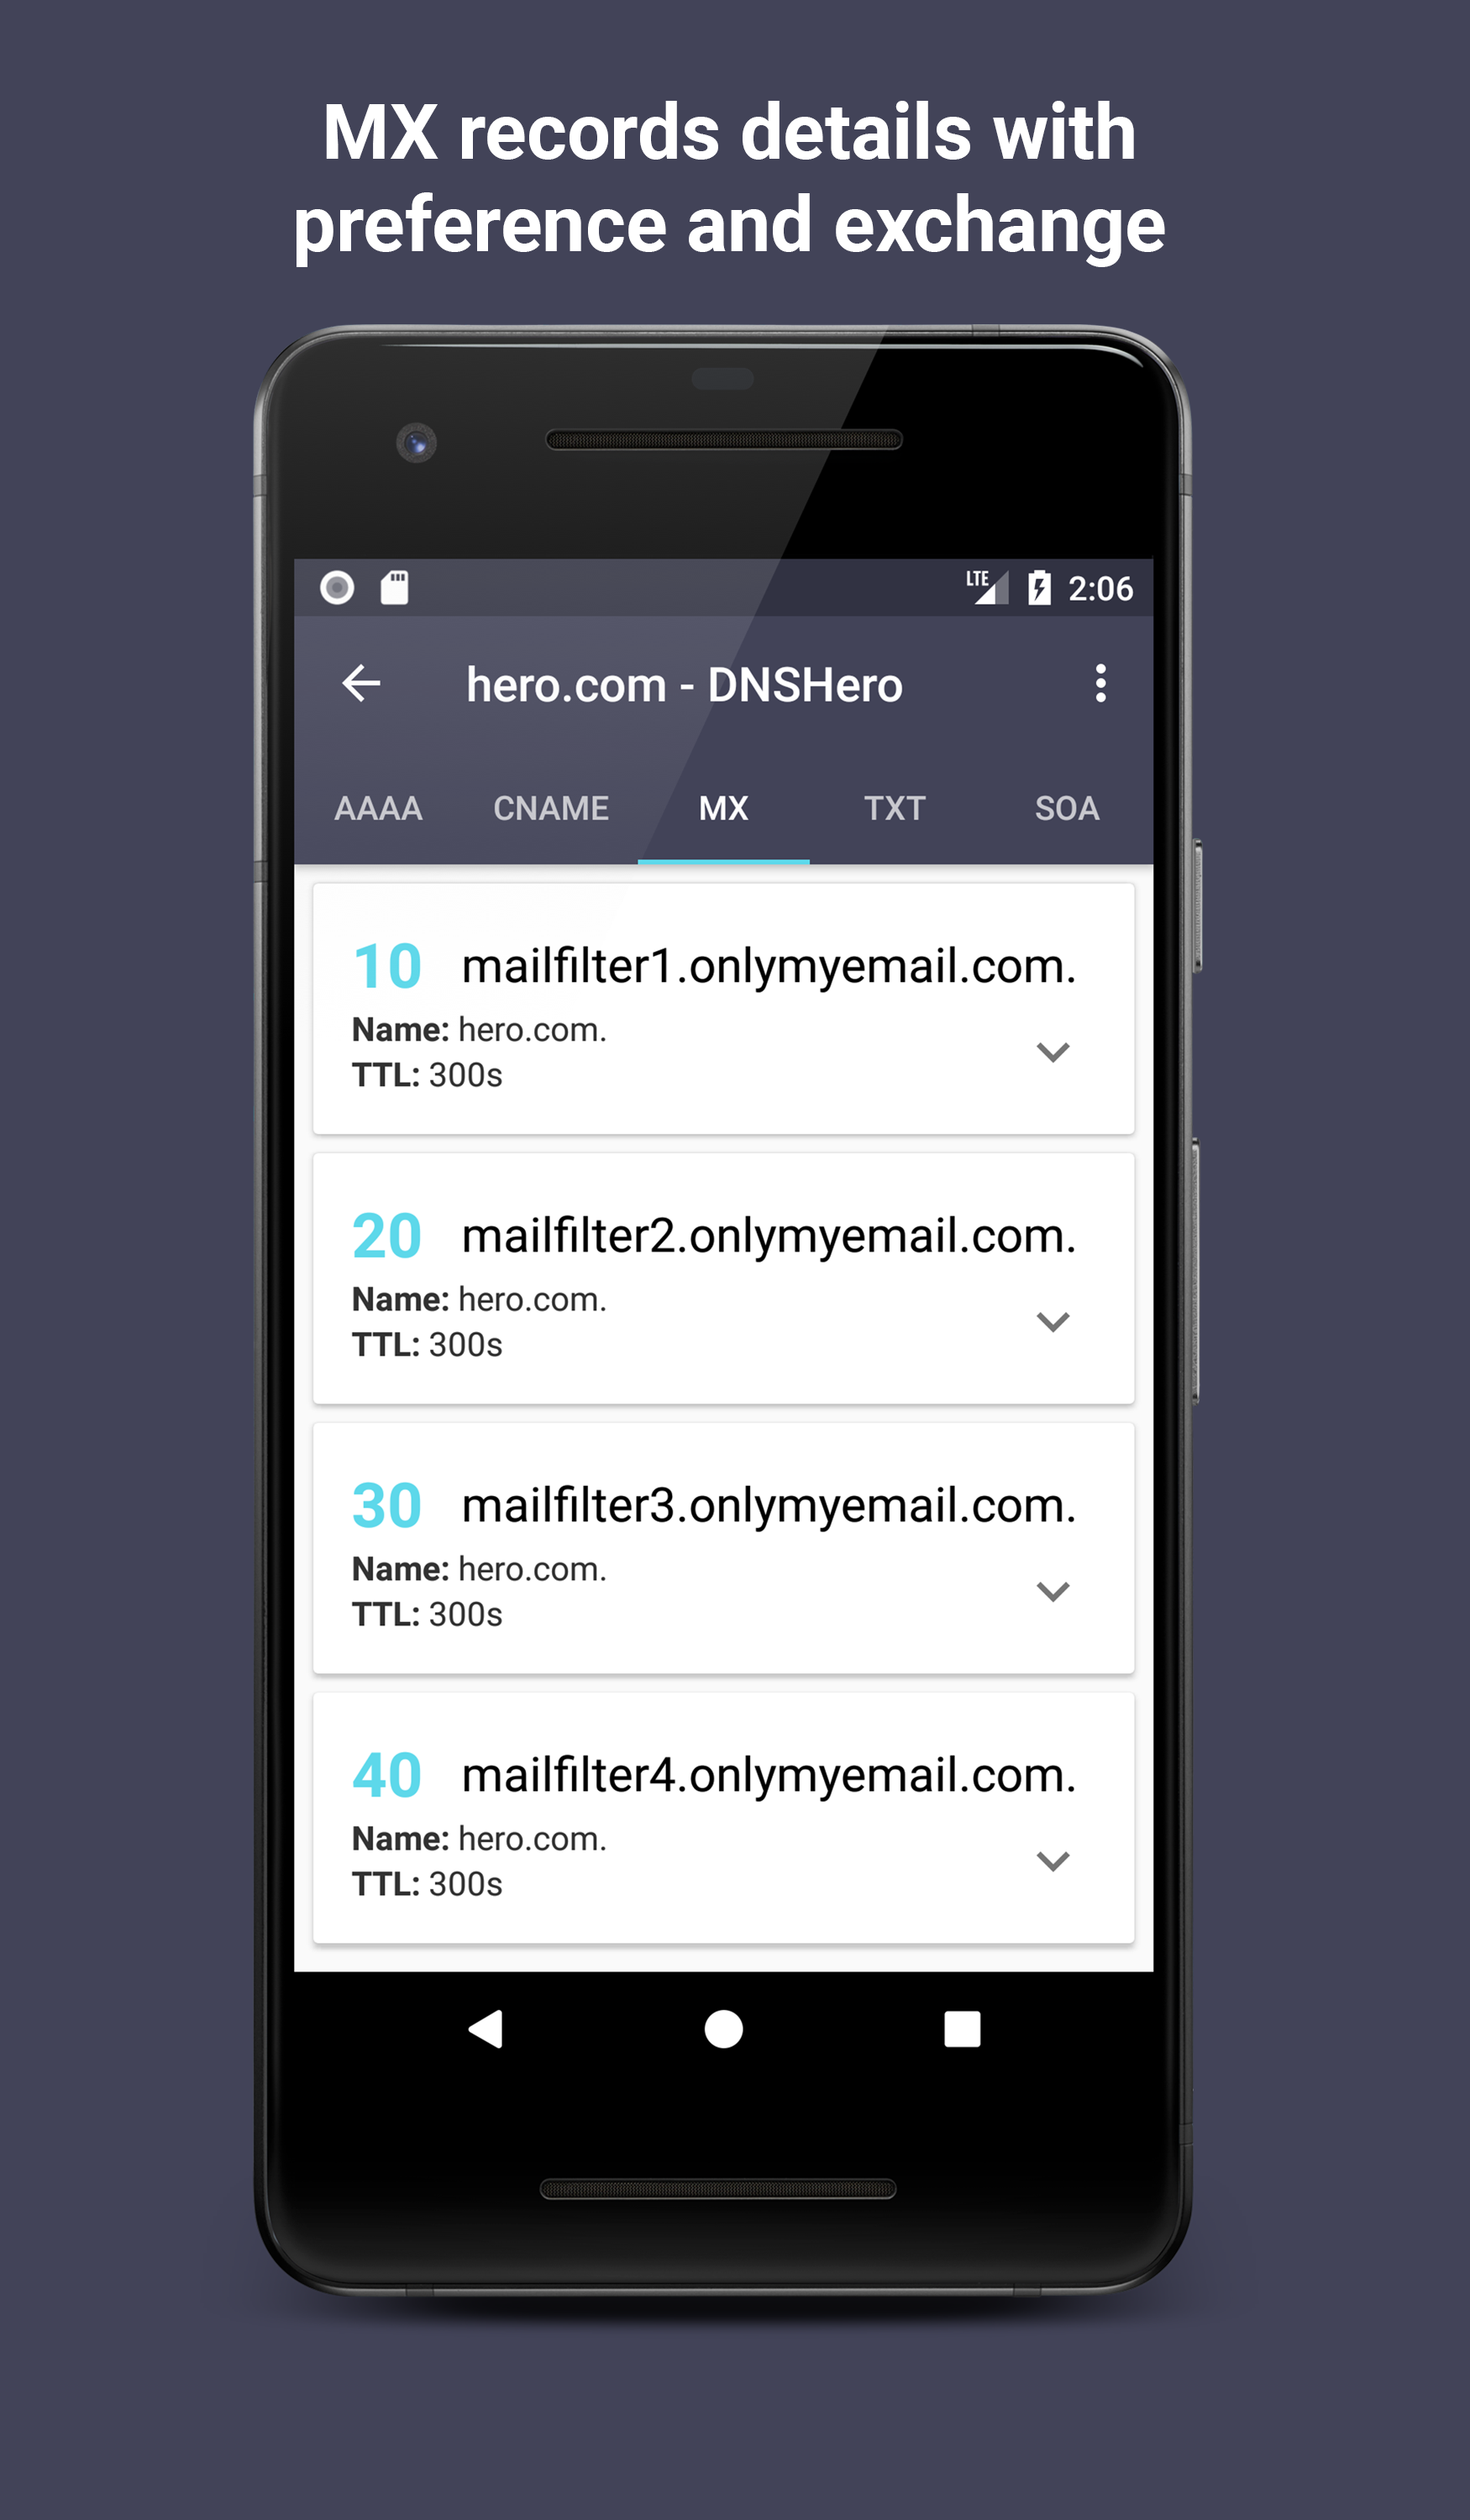 MX records details with
preference and exchange
LTE 2:06
hero.com - DNSHero
AAAA CNAME MX TXT SOA
10 mailfilter1.onlymyemail.com.
Name: hero.com.
TTL: 300s
20 mailfilter2.onlymyemail.com.
Name: hero.com.
TTL: 300s
30 mailfilter3.onlymyemail.com.
Name: hero.com.
TTL: 300s
40 mailfilter4.onlymyemail.com.
Name: hero.com.
TTL: 300s